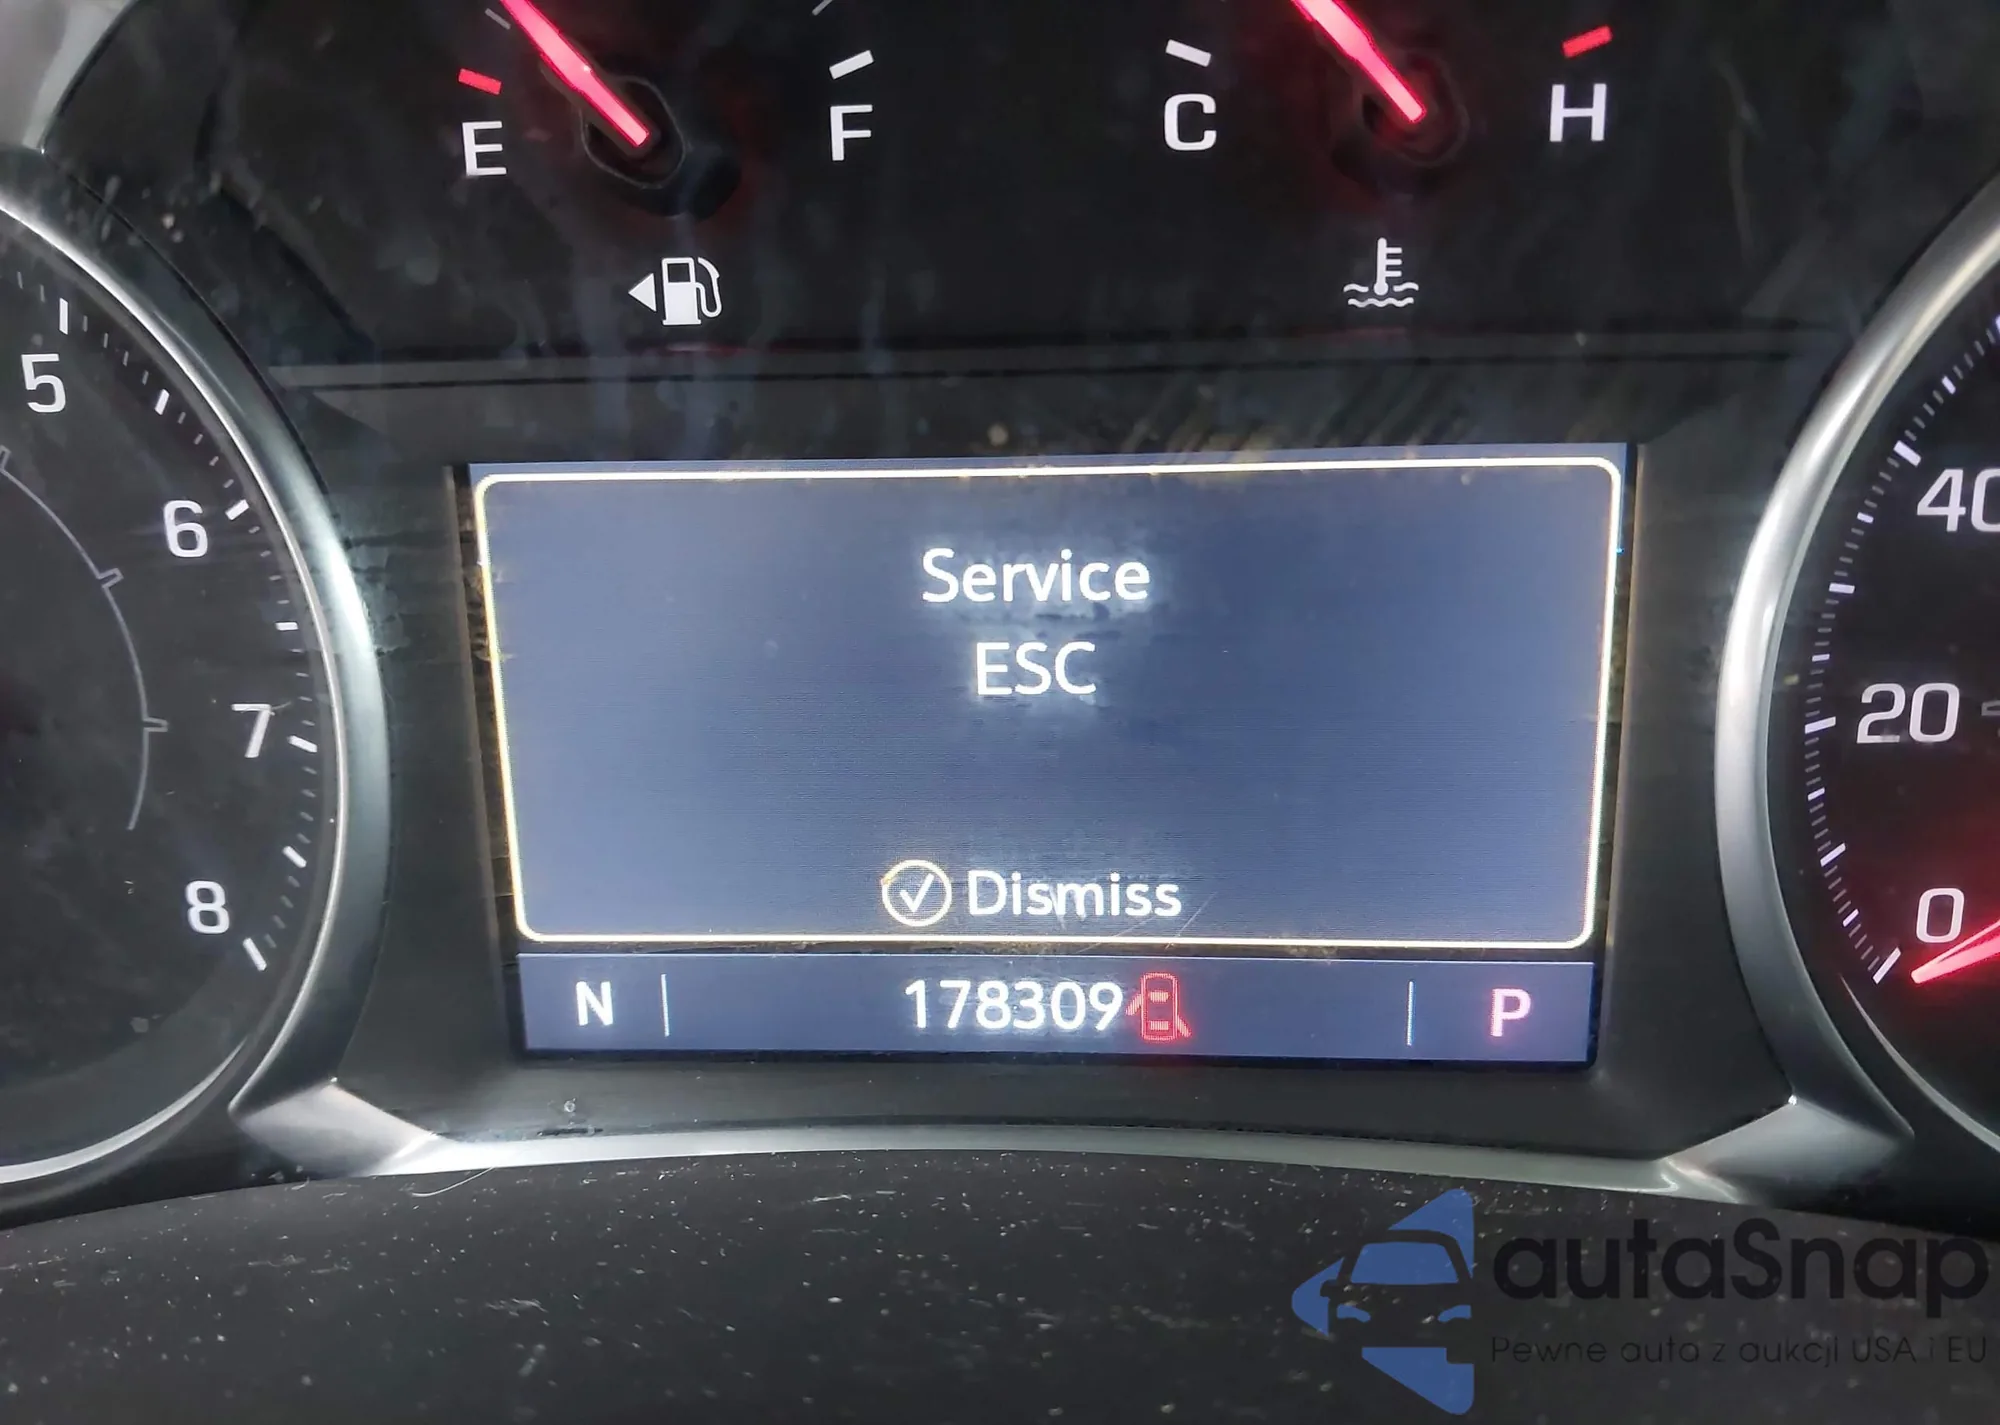 E
F
C
H
5
6
7
8
40
20
0
Service
ESC
Dismiss
N
178309
P
autaSnap
Pewne auta z aukcji USA i EU